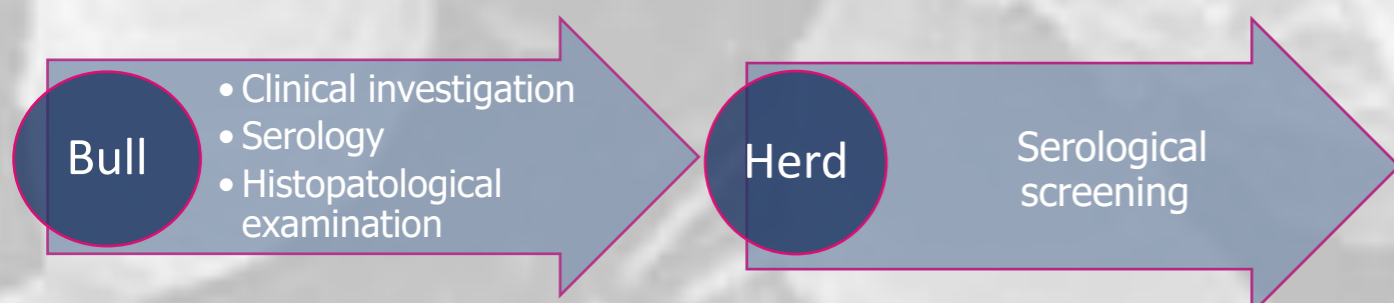 Bull
• Clinical investigation
• Serology
• Histopatological
examination
Herd
Serological
screening